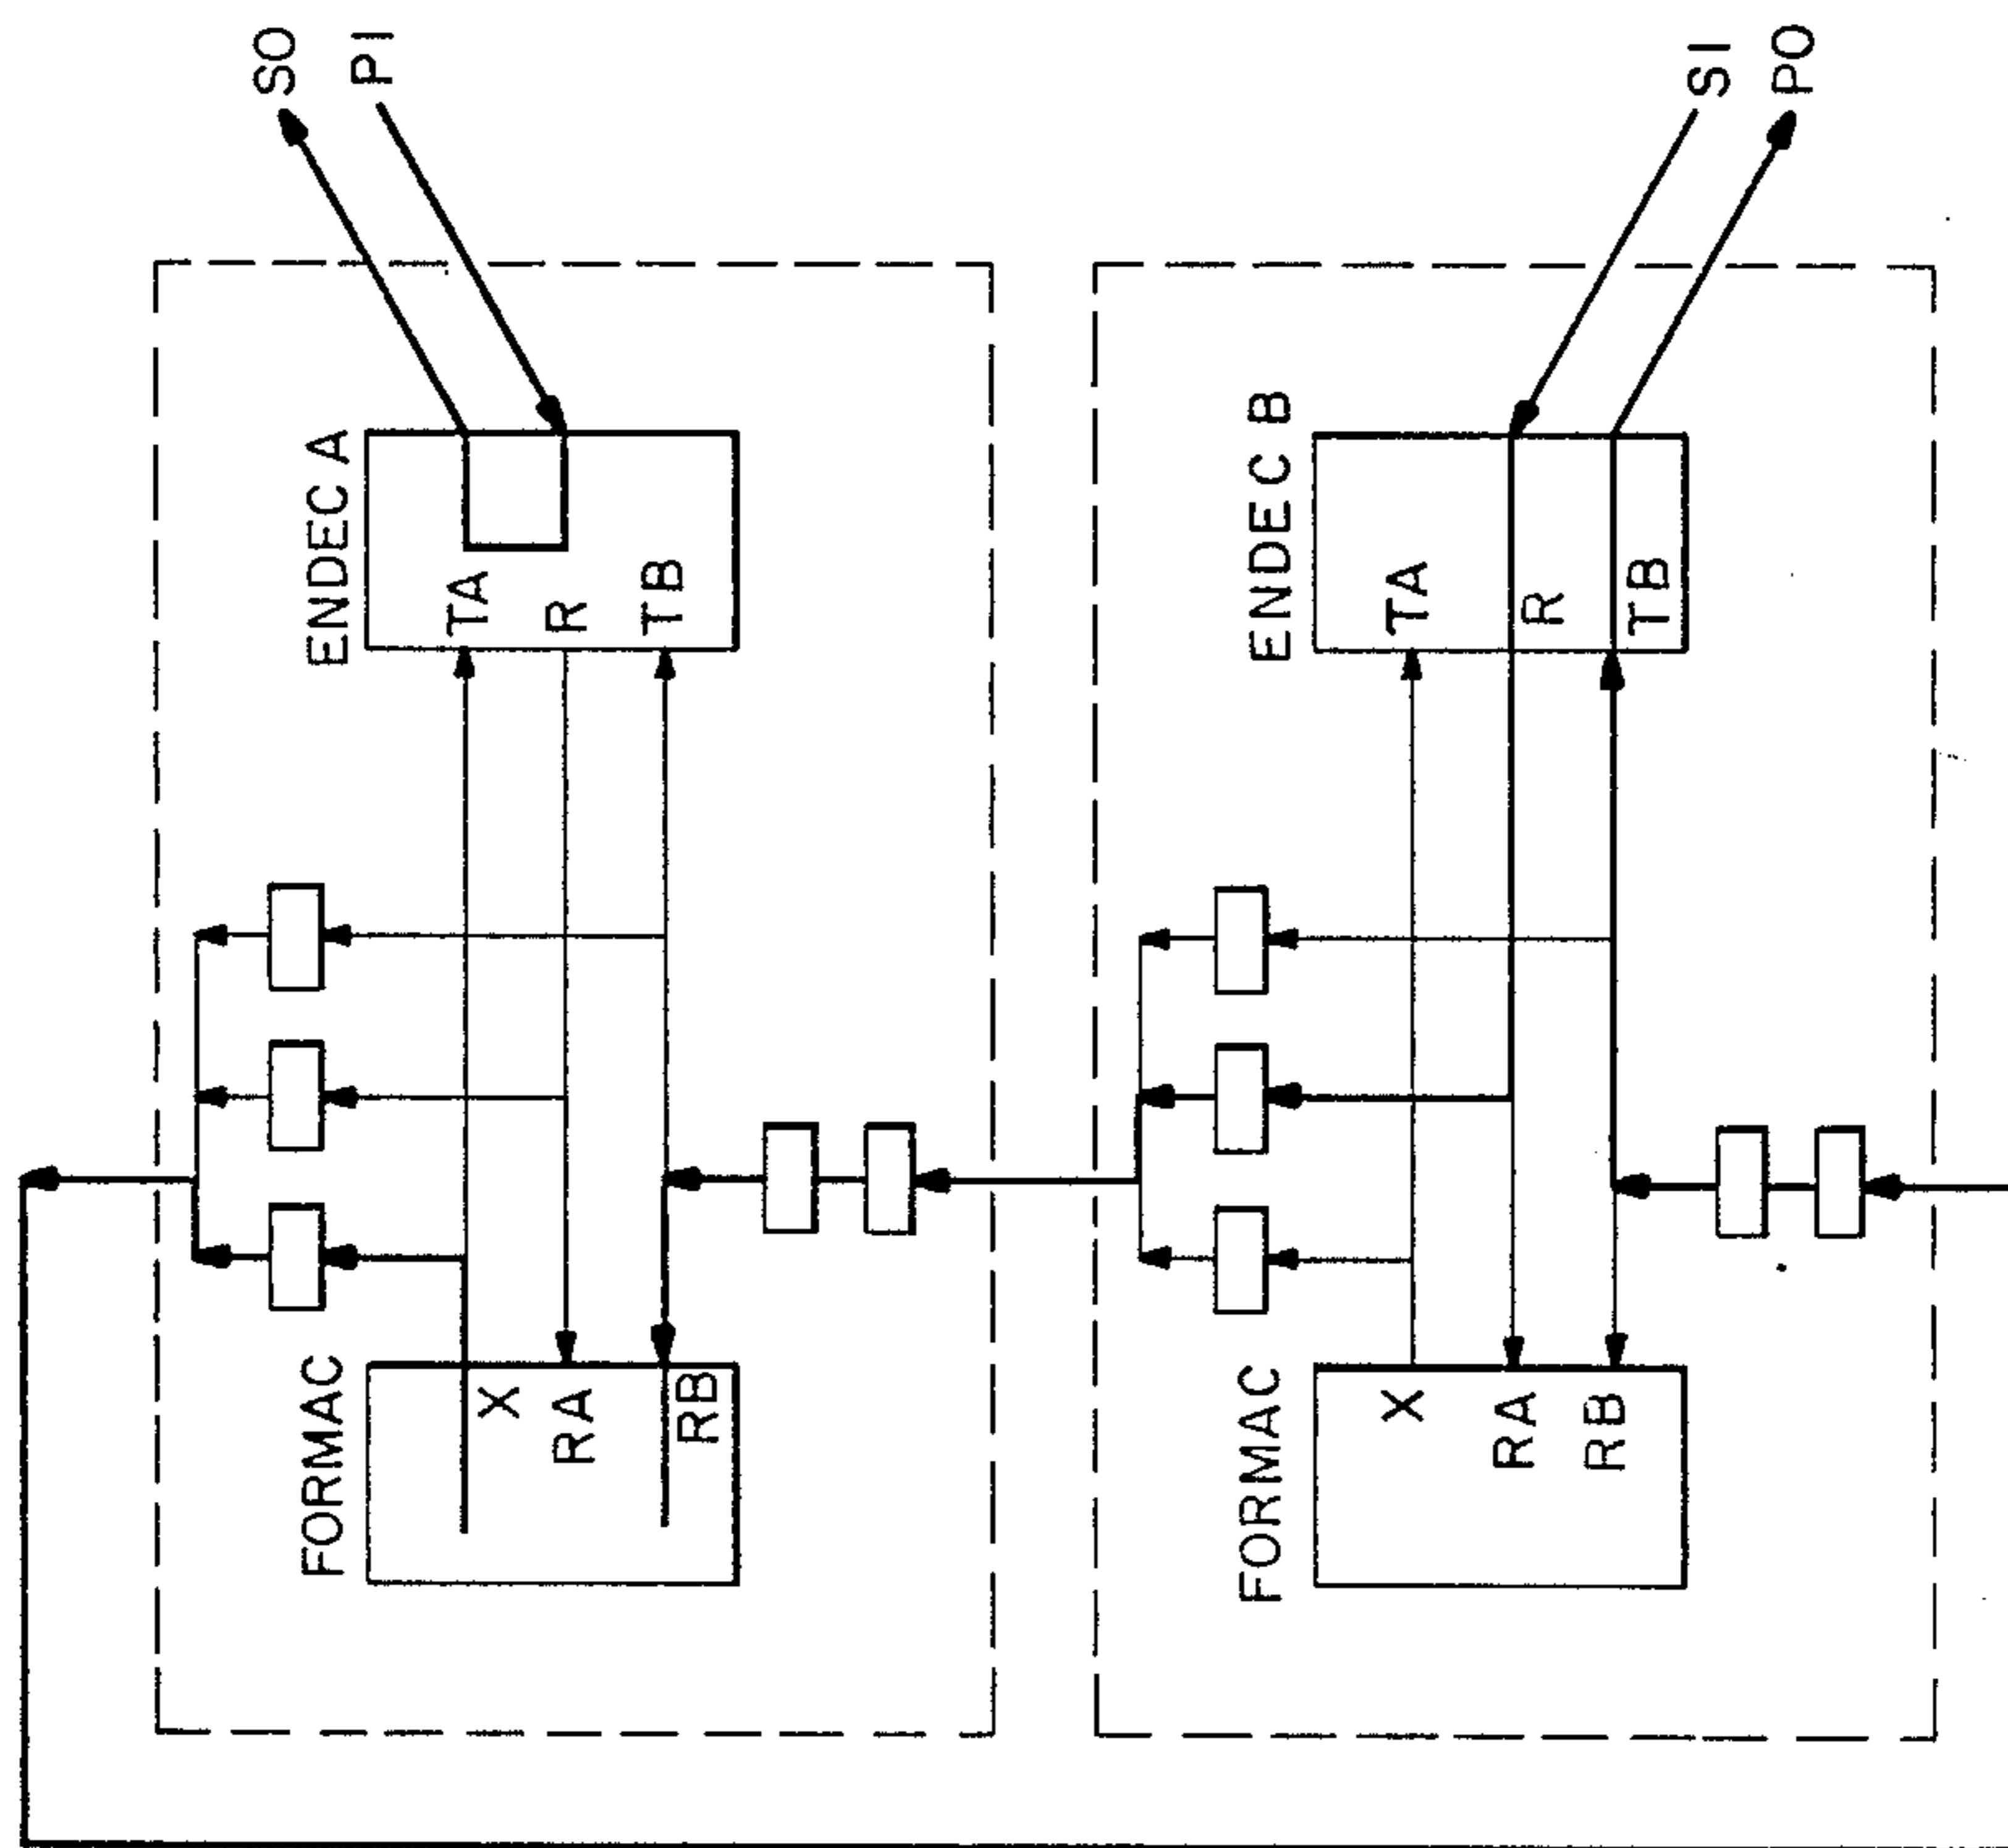 SO
PI
ENDEC A
TA
R
TB
FORMAC
X
RA
RB
SI
PO
ENDEC B
TA
R
TB
FORMAC
X
RA
RB